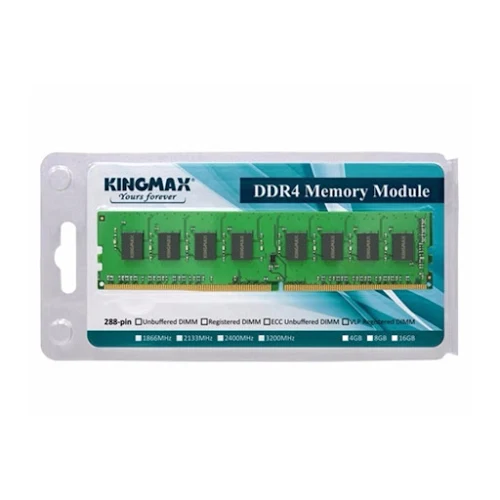 KINGMAX
Yours forever
DDR4 Memory Module
288-pin □Unbuffered DIMM □Registered DIMM □ECC Unbuffered DIMM □VLP Registered DIMM
□1866MHz □2133MHz □2400MHz □3200MHz □4GB □8GB □16GB